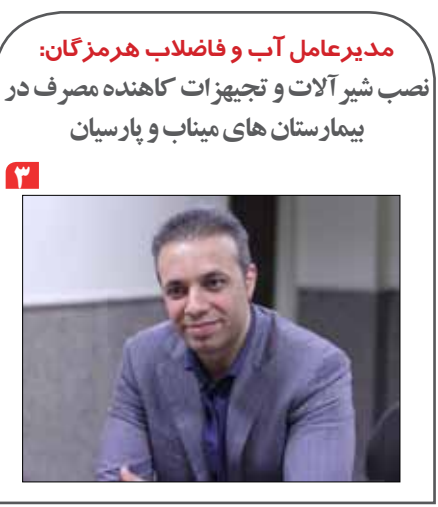 مدیرعامل آب و فاضلاب هرمزگان:
نصب شیرآلات و تجهیزات کاهنده مصرف در
بیمارستان های میناب و پارسیان
۳